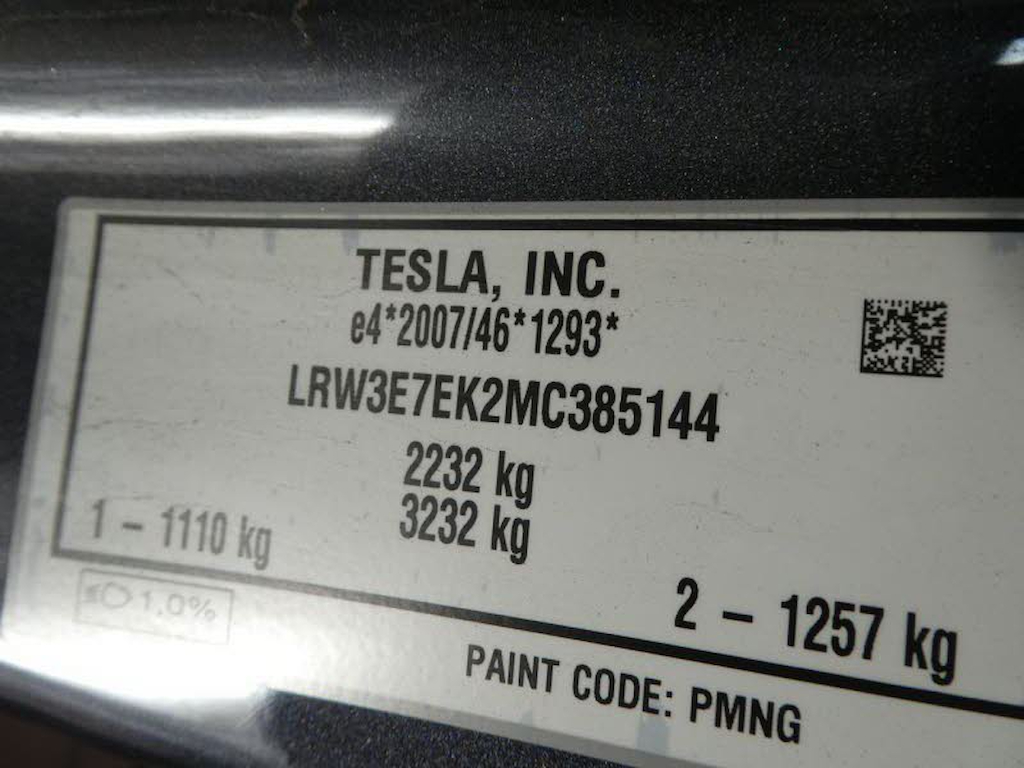 TESLA, INC.
e4*2007/46*1293*
LRW3E7EK2MC385144
2232 kg
3232 kg
1 – 1110 kg
2 – 1257 kg
1.0%
PAINT CODE: PMNG